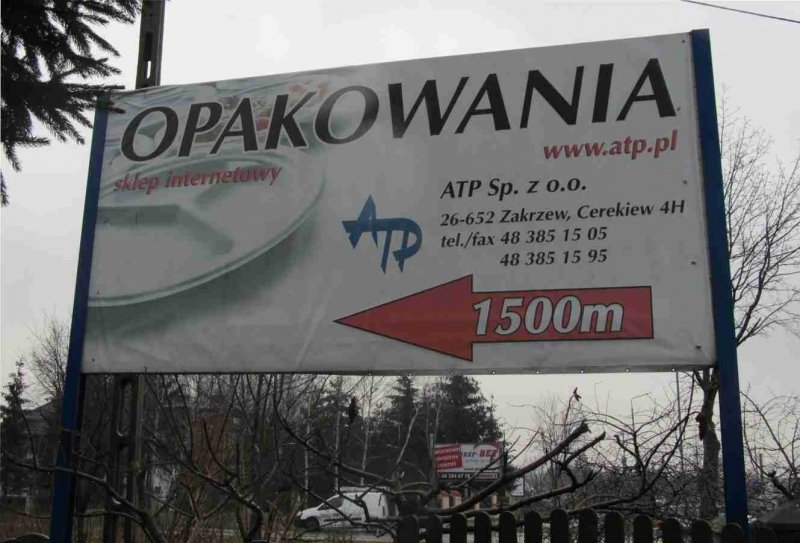 OPAKOWANIA
www.atp.pl
sklep internetowy
ATP Sp. z o.o.
ATP
26-652 Zakrzew, Cerekiew 4H
tel./fax 48 385 15 05
48 385 15 95
1500m